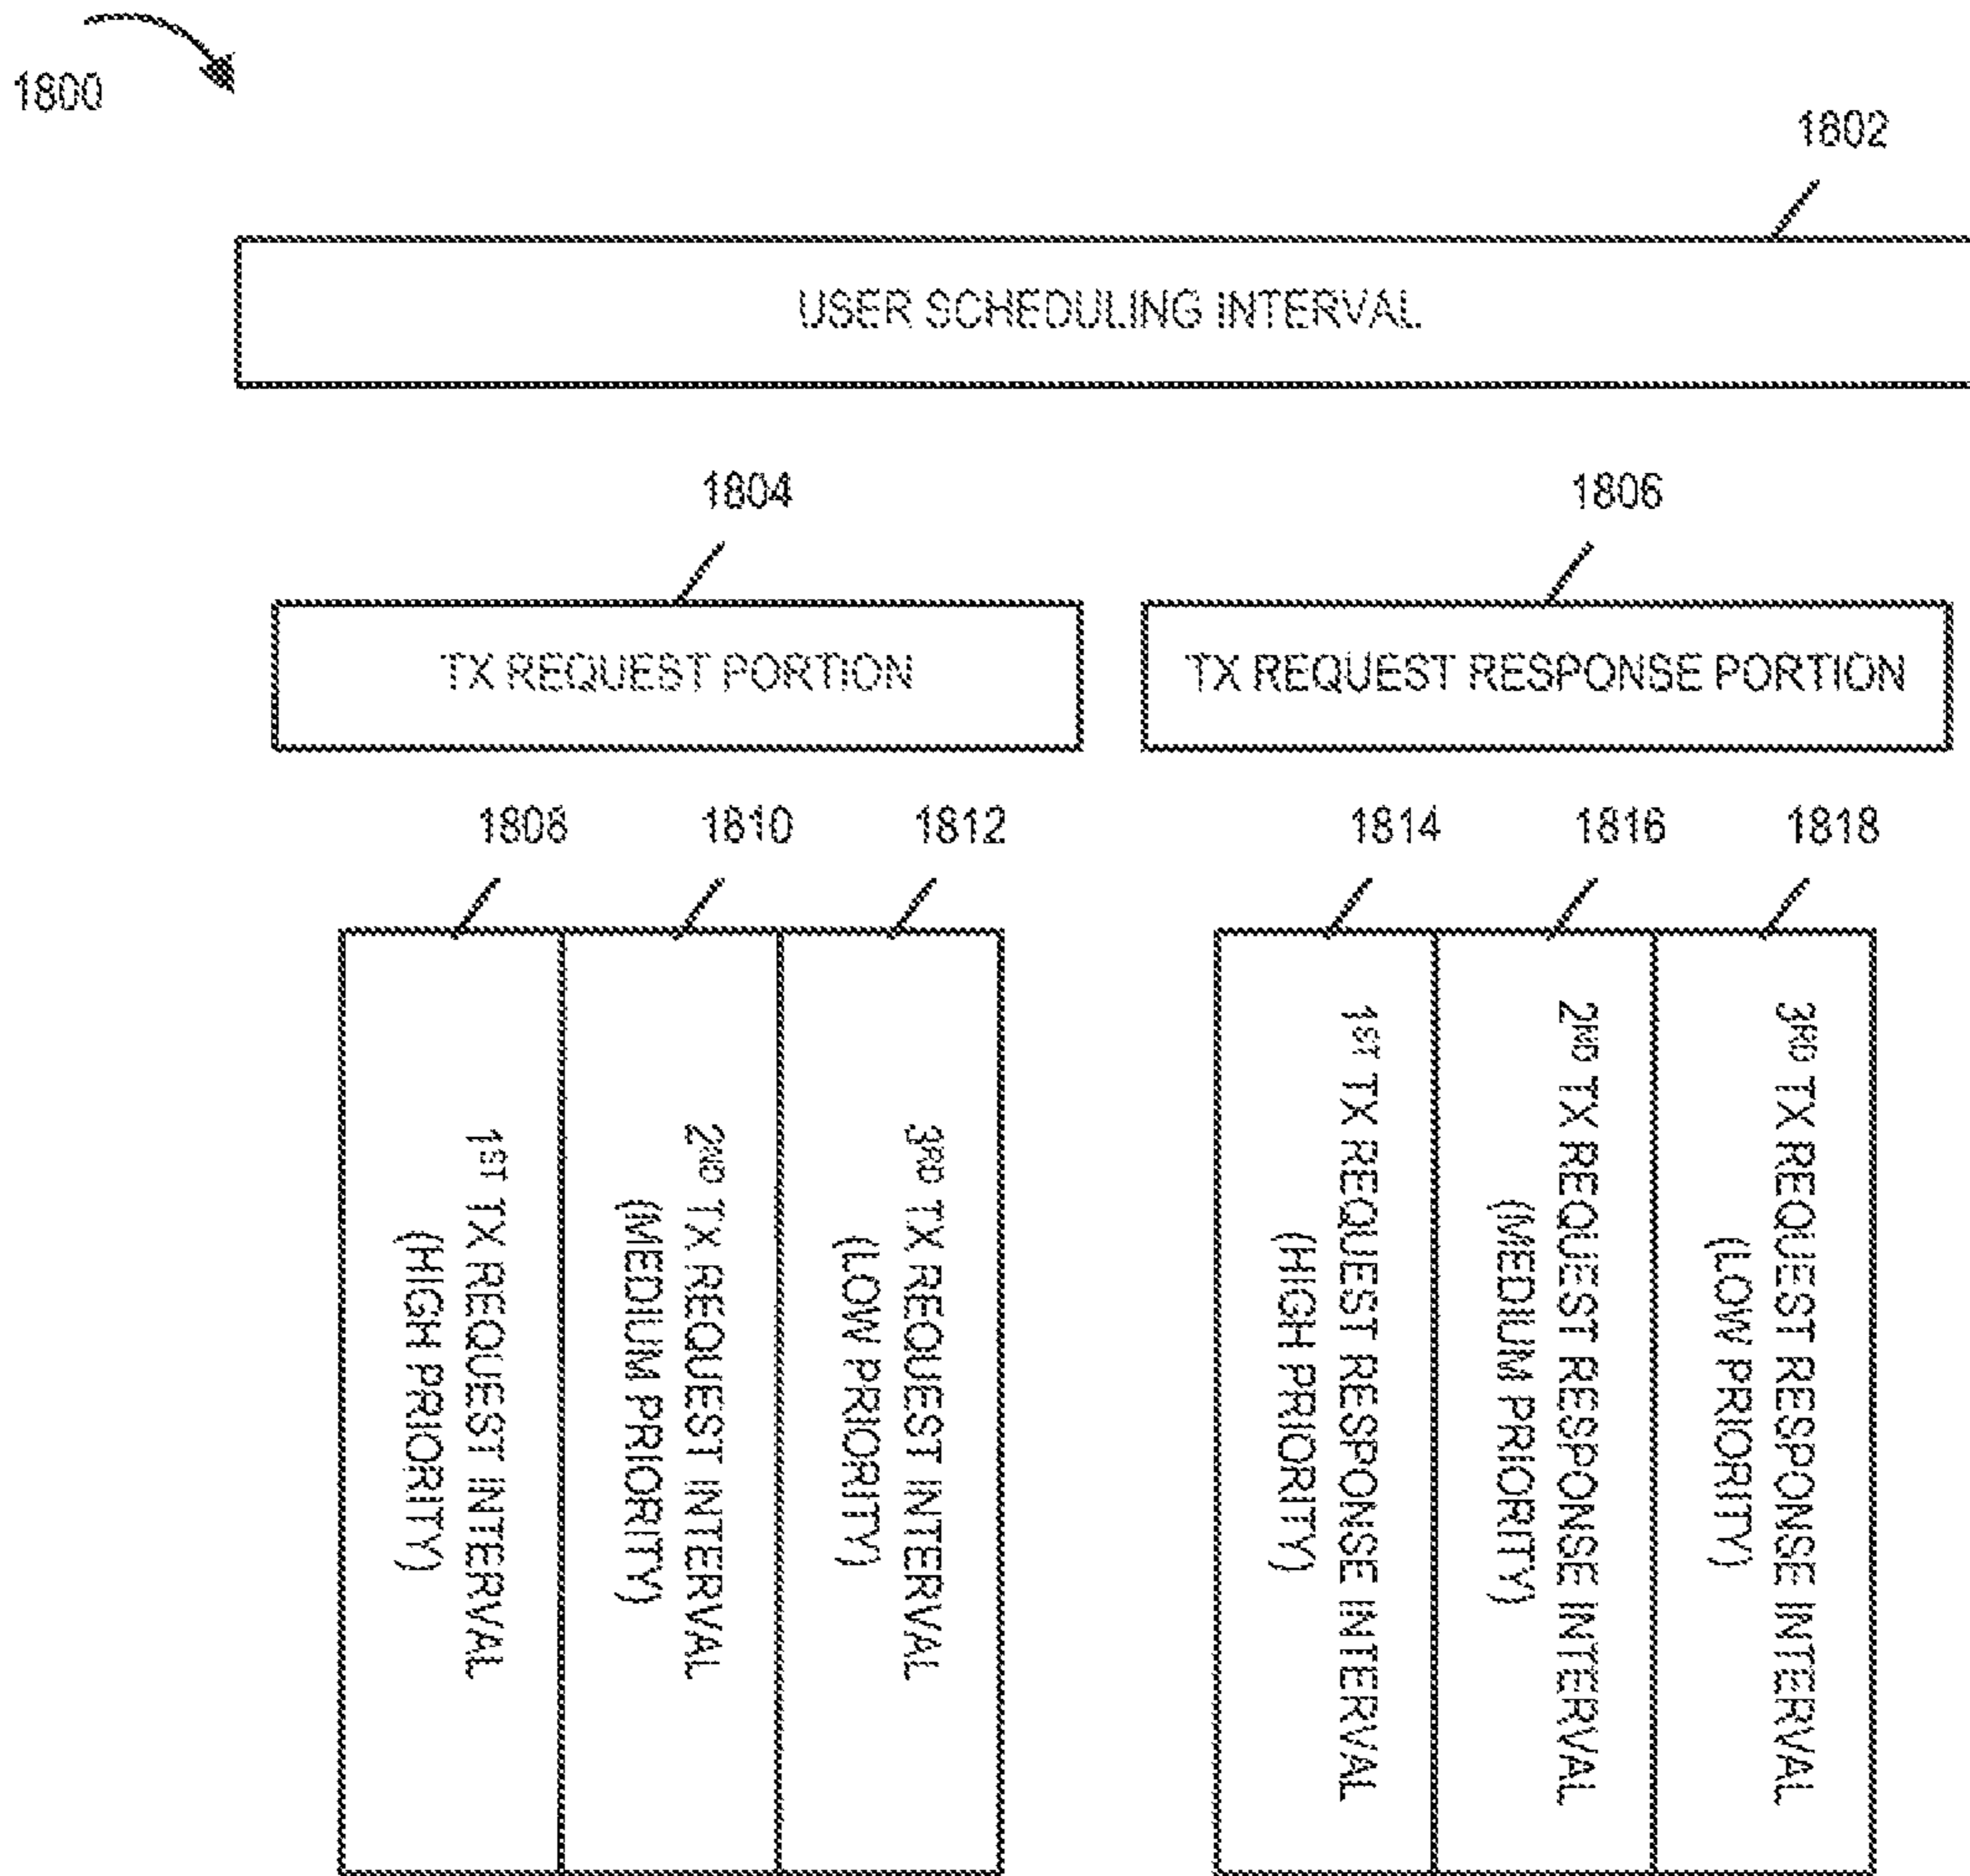 1800
1802
USER SCHEDULING INTERVAL
1804
1806
TX REQUEST PORTION
TX REQUEST RESPONSE PORTION
1808
1810
1812
1814
1816
1818
1ST TX REQUEST INTERVAL
(HIGH PRIORITY)
2ND TX REQUEST INTERVAL
(MEDIUM PRIORITY)
3RD TX REQUEST INTERVAL
(LOW PRIORITY)
1ST TX REQUEST RESPONSE INTERVAL
(HIGH PRIORITY)
2ND TX REQUEST RESPONSE INTERVAL
(MEDIUM PRIORITY)
3RD TX REQUEST RESPONSE INTERVAL
(LOW PRIORITY)